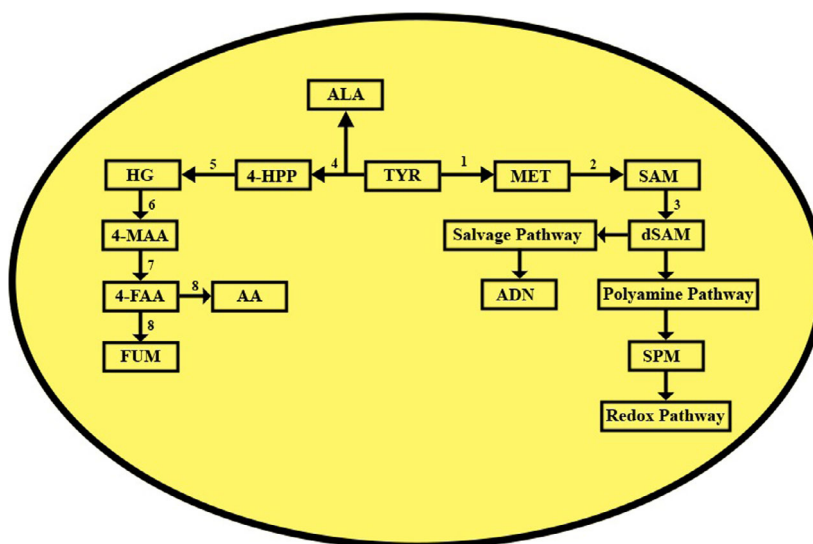 ALA
HG
5
4-HPP
4
TYR
1
MET
2
SAM
6
3
4-MAA
Salvage Pathway
dSAM
7
4-FAA
8
AA
ADN
Polyamine Pathway
8
FUM
SPM
Redox Pathway